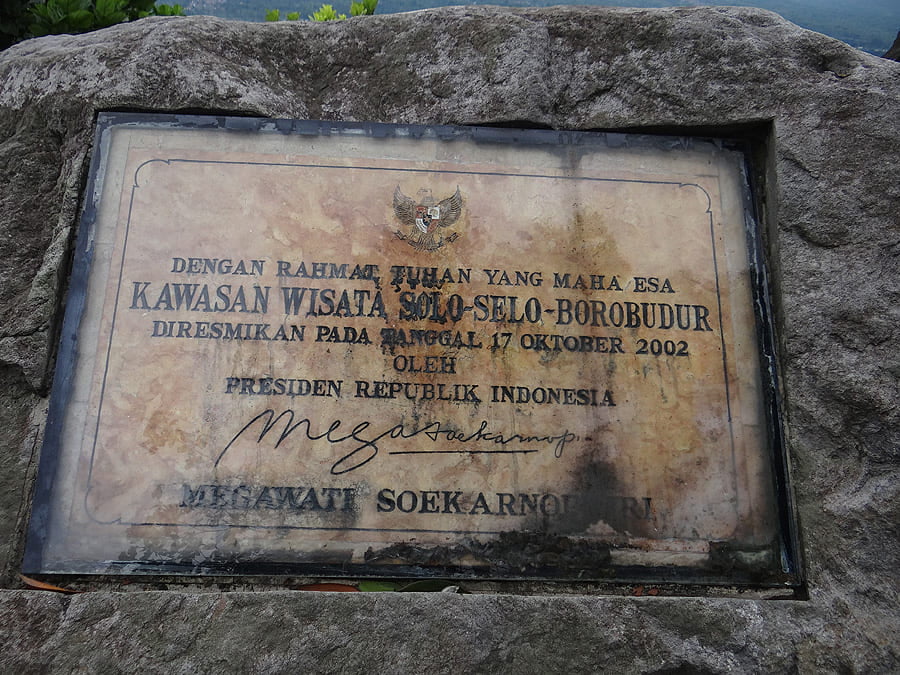 DENGAN RAHMAT TUHAN YANG MAHA ESA
KAWASAN WISATA SOLO-SELO-BOROBUDUR
DIRESMIKAN PADA TANGGAL 17 OKTOBER 2002
OLEH
PRESIDEN REPUBLIK INDONESIA
Megasoekarnop.
MEGAWATI SOEKARNOPUTRI